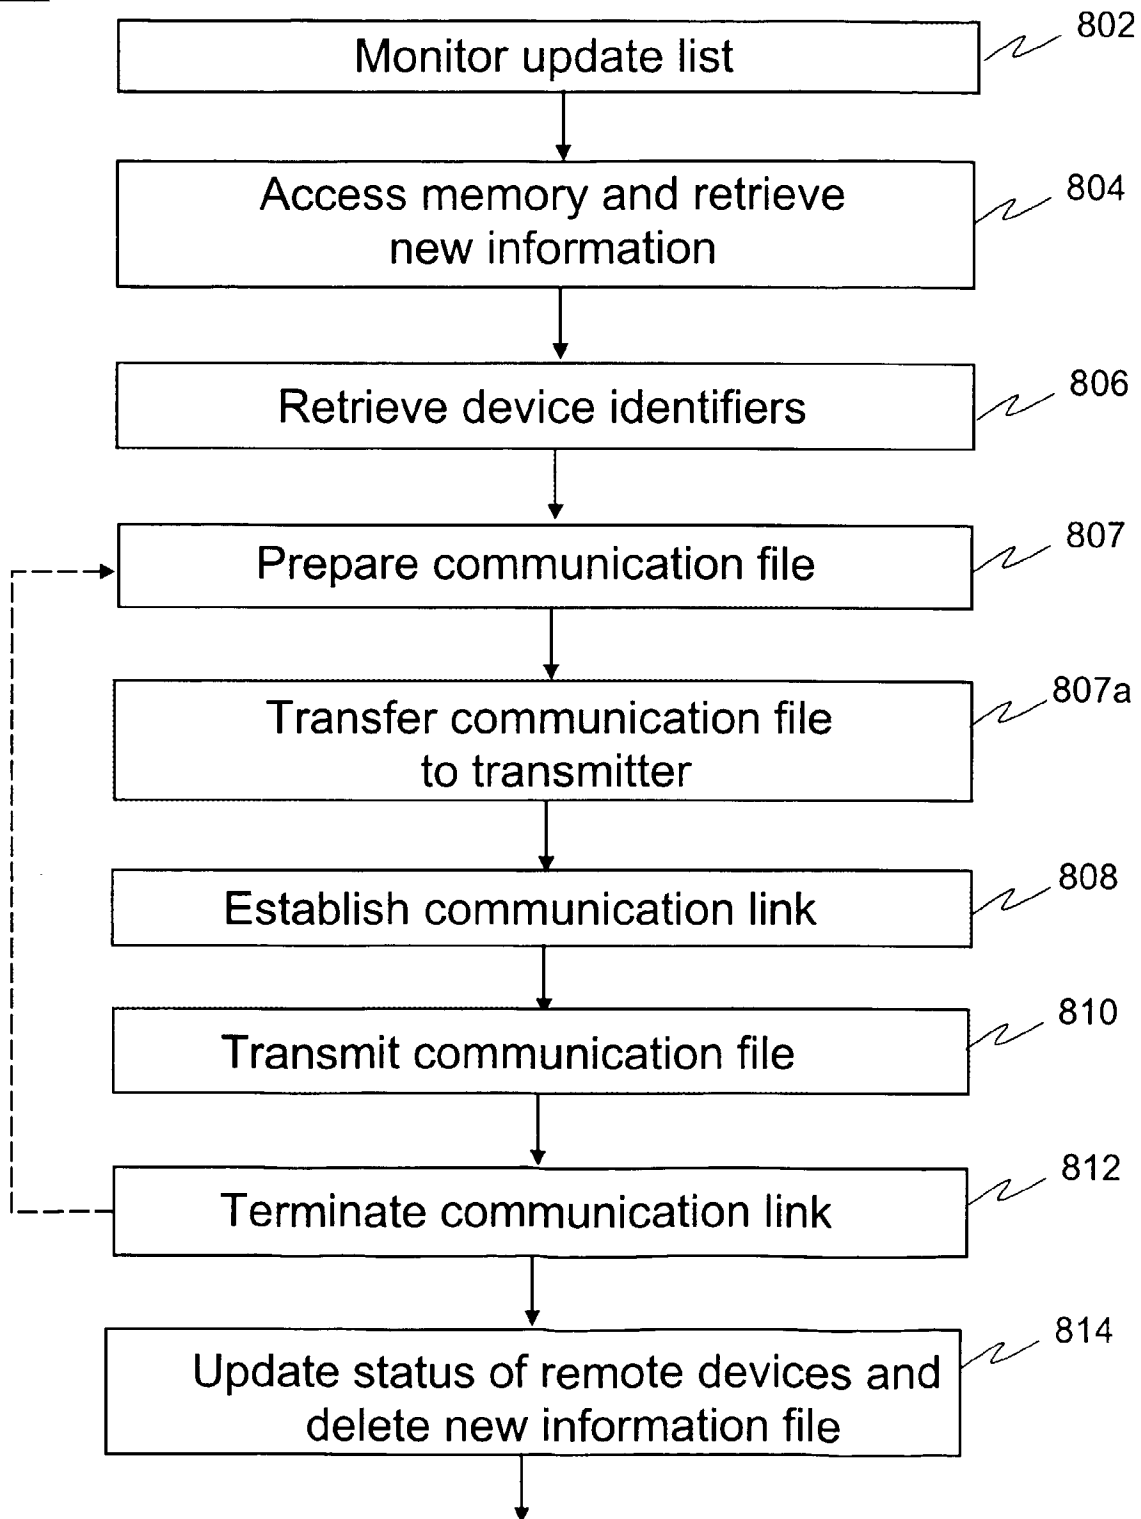 Monitor update list
802
Access memory and retrieve
new information
804
Retrieve device identifiers
806
Prepare communication file
807
Transfer communication file
to transmitter
807a
Establish communication link
808
Transmit communication file
810
Terminate communication link
812
Update status of remote devices and
delete new information file
814